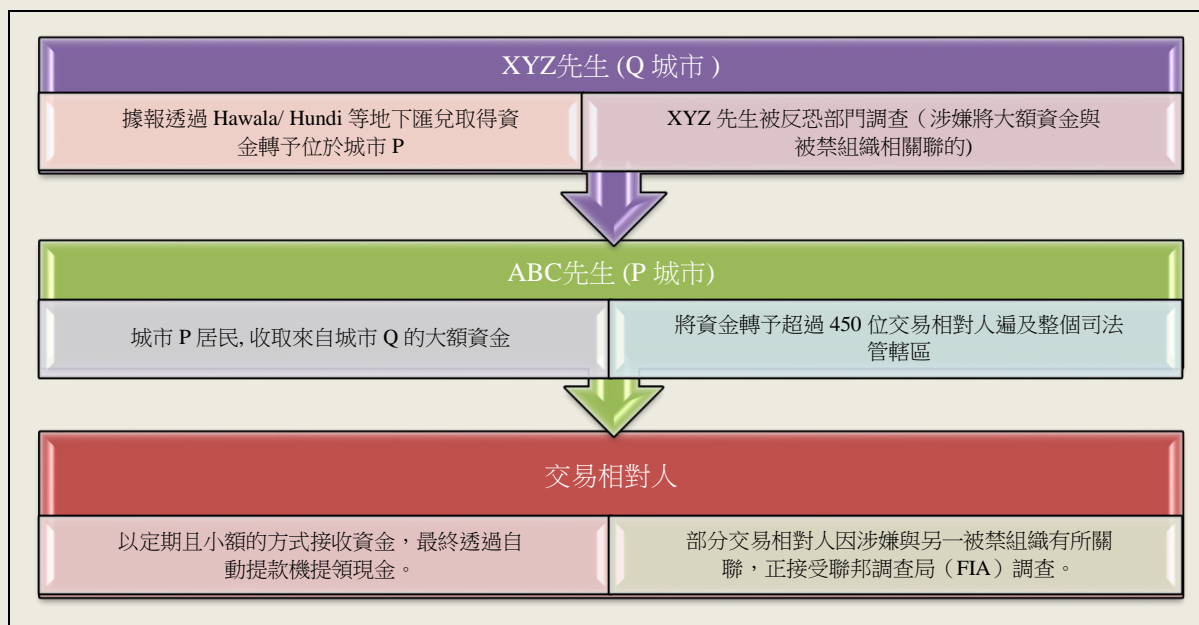 XYZ先生 (Q 城市 )
據報透過 Hawala/ Hundi 等地下匯兌取得資
金轉予位於城市 P
XYZ 先生被反恐部門調查（涉嫌將大額資金與
被禁組織相關聯的)
ABC先生 (P 城市)
城市 P 居民, 收取來自城市 Q 的大額資金
將資金轉予超過 450 位交易相對人遍及整個司法
管轄區
交易相對人
以定期且小額的方式接收資金，最終透過自
動提款機提領現金。
部分交易相對人因涉嫌與另一被禁組織有所關
聯，正接受聯邦調查局（FIA）調查。